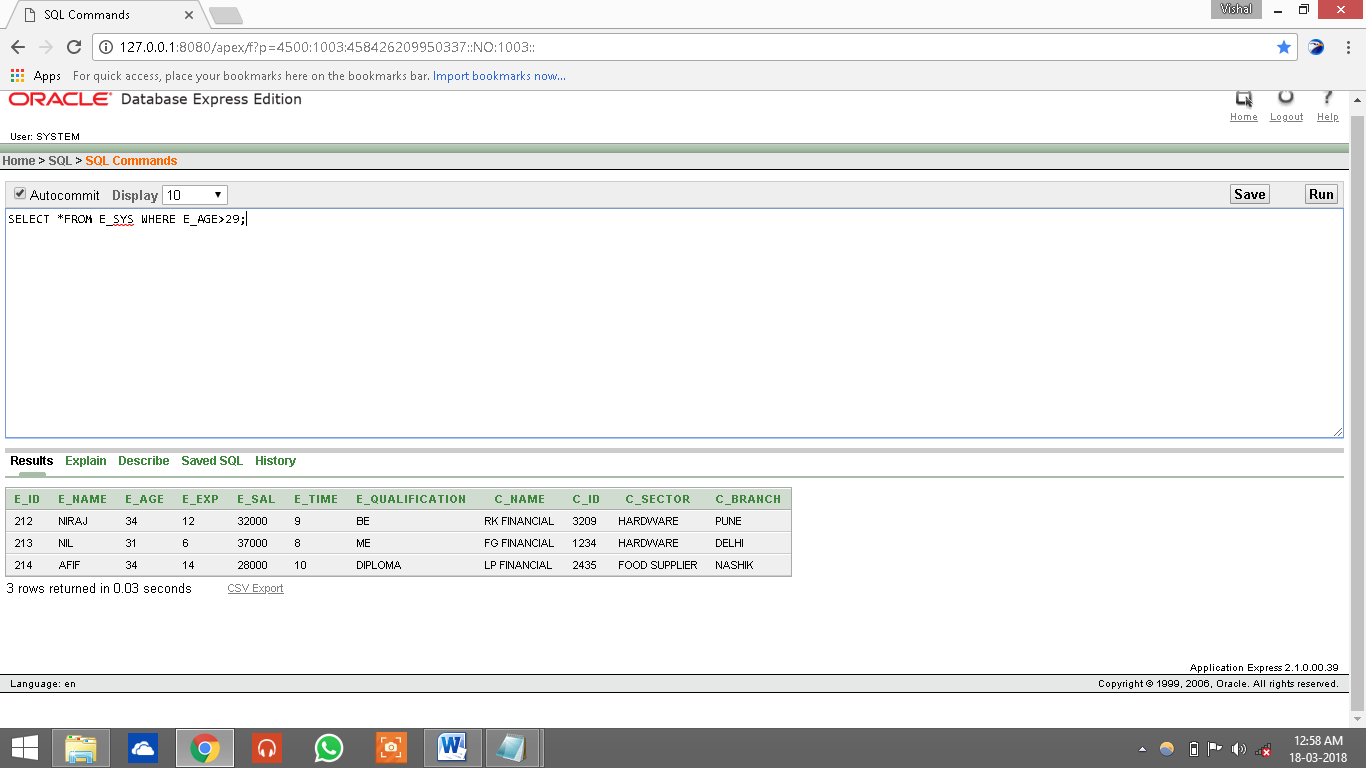 SQL Commands
Vishal
127.0.0.1:8080/apex/f?p=4500:1003:458426209950337::NO:1003::
Apps For quick access, place your bookmarks here on the bookmarks bar. Import bookmarks now...
ORACLE Database Express Edition
Home Logout Help
User: SYSTEM
Home > SQL > SQL Commands
Autocommit Display 10 Save Run
SELECT *FROM E_SYS WHERE E_AGE>29;
Results Explain Describe Saved SQL History
E_ID E_NAME E_AGE E_EXP E_SAL E_TIME E_QUALIFICATION C_NAME C_ID C_SECTOR C_BRANCH
212 NIRAJ 34 12 32000 9 BE RK FINANCIAL 3209 HARDWARE PUNE
213 NIL 31 6 37000 8 ME FG FINANCIAL 1234 HARDWARE DELHI
214 AFIF 34 14 28000 10 DIPLOMA LP FINANCIAL 2435 FOOD SUPPLIER NASHIK
3 rows returned in 0.03 seconds CSV Export
Application Express 2.1.0.00.39
Language: en Copyright © 1999, 2006, Oracle. All rights reserved.
12:58 AM
18-03-2018